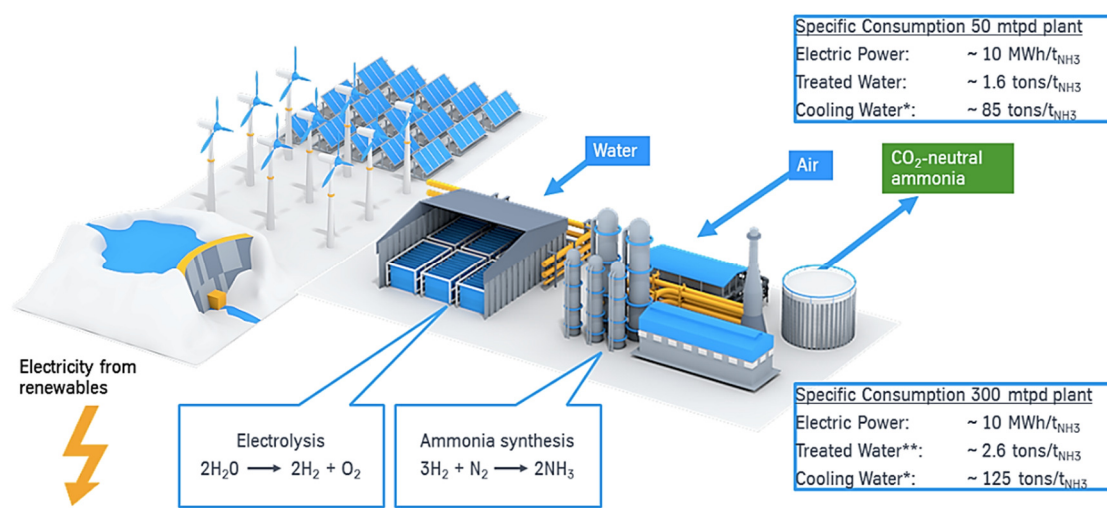 Specific Consumption 50 mtpd plant
Electric Power: ~ 10 MWh/tNH3
Treated Water: ~ 1.6 tons/tNH3
Cooling Water*: ~ 85 tons/tNH3
Water
Air
CO2-neutral
ammonia
Electricity from
renewables
Electrolysis
2H2O ⟶ 2H2 + O2
Ammonia synthesis
3H2 + N2 ⟶ 2NH3
Specific Consumption 300 mtpd plant
Electric Power: ~ 10 MWh/tNH3
Treated Water**: ~ 2.6 tons/tNH3
Cooling Water*: ~ 125 tons/tNH3